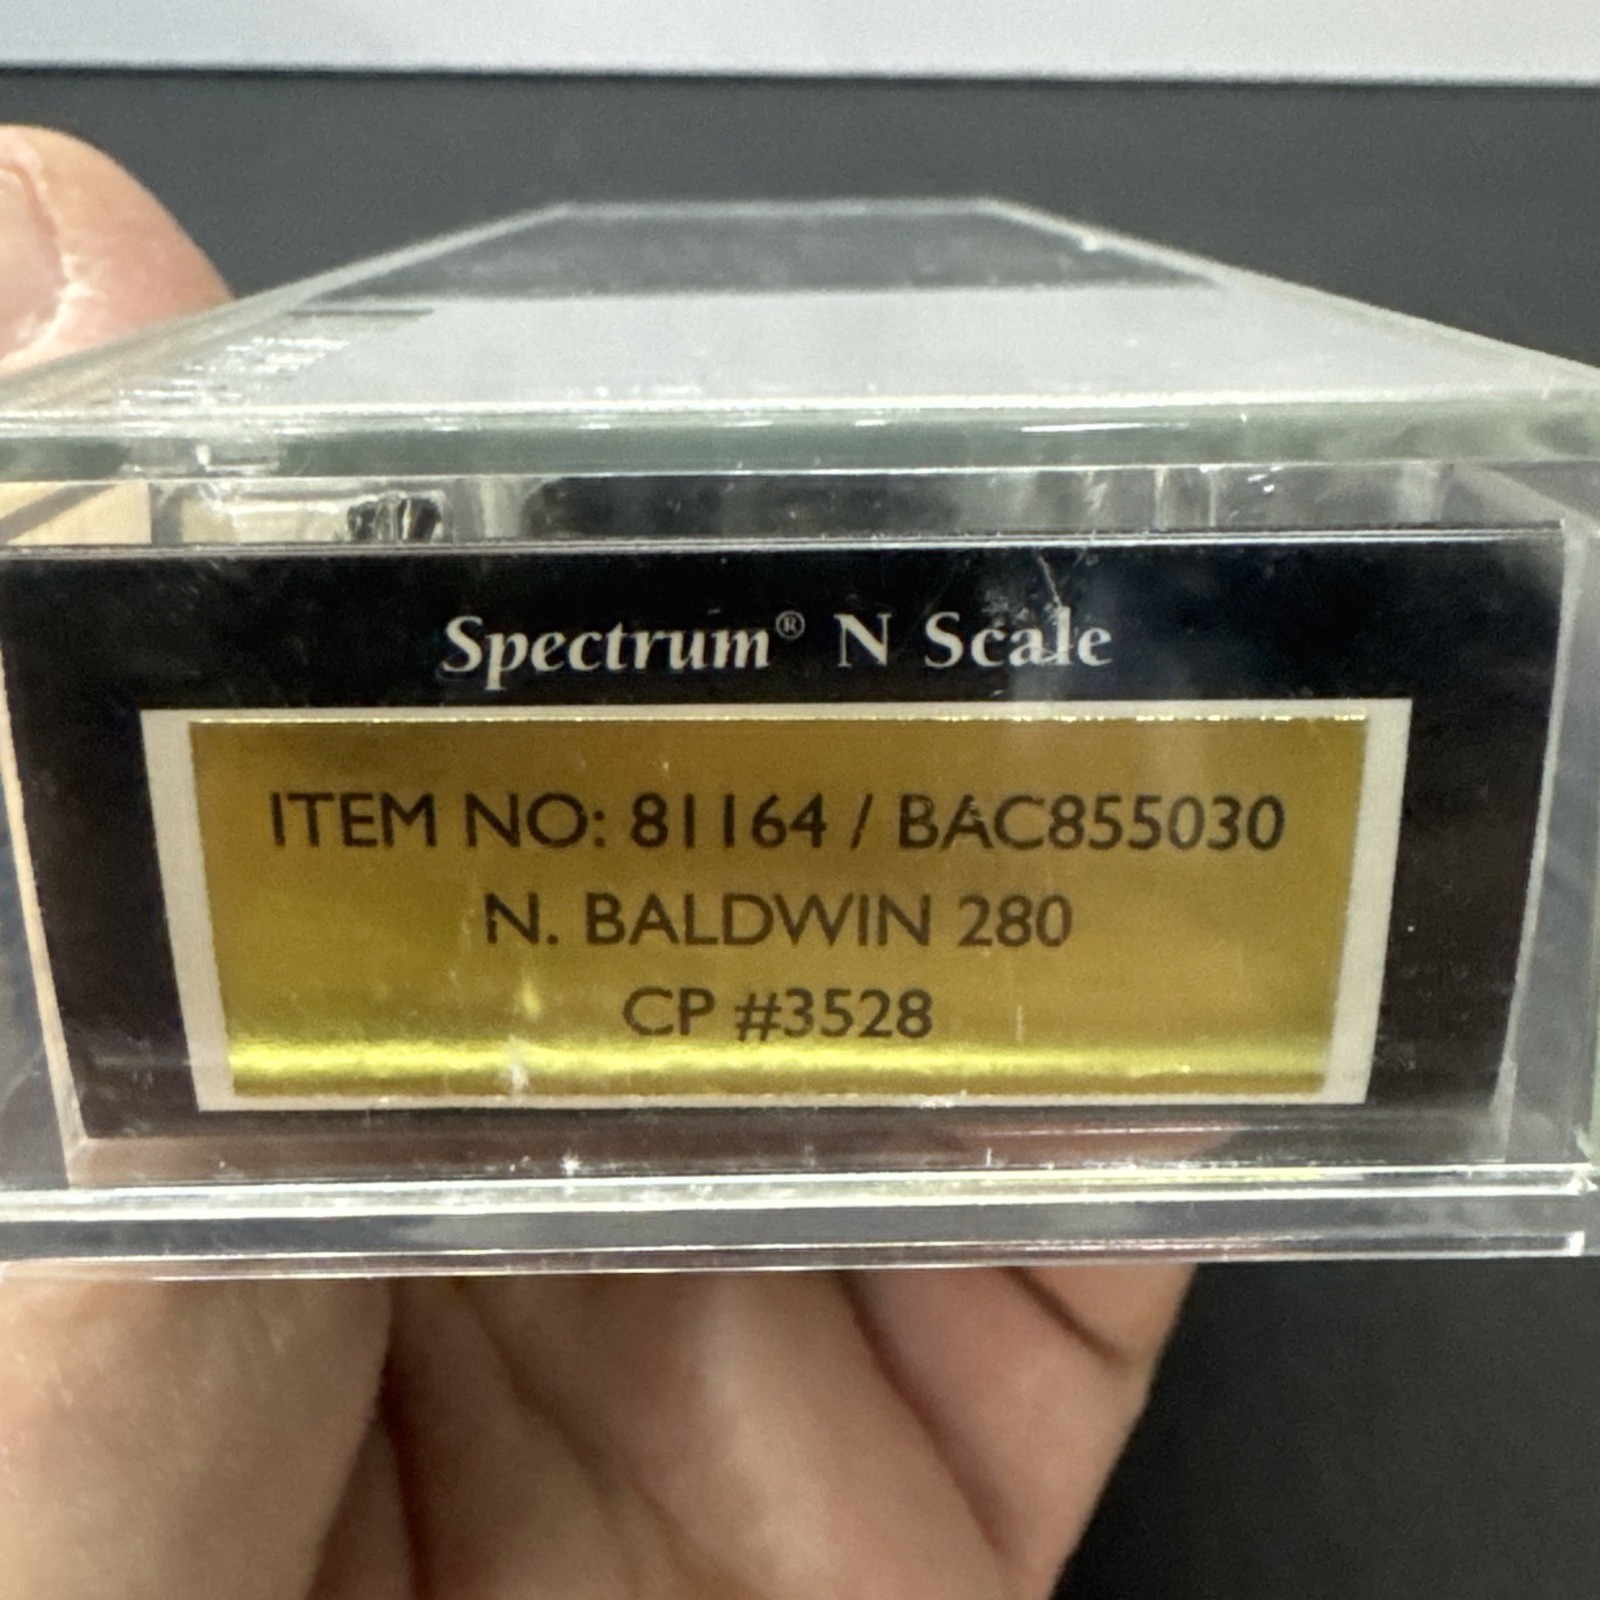 Spectrum® N Scale
ITEM NO: 81164 / BAC855030
N. BALDWIN 280
CP #3528